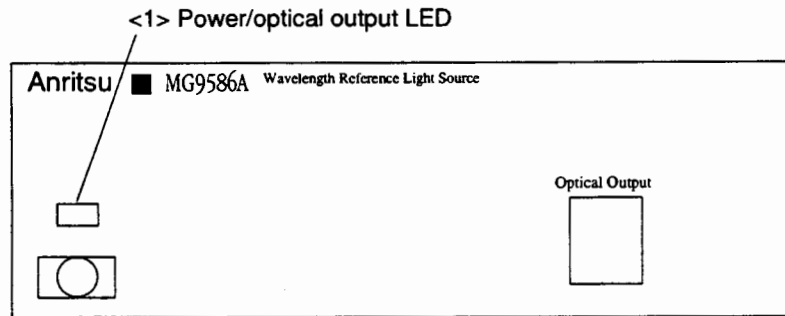 <1> Power/optical output LED
Anritsu MG9586A Wavelength Reference Light Source
Optical Output